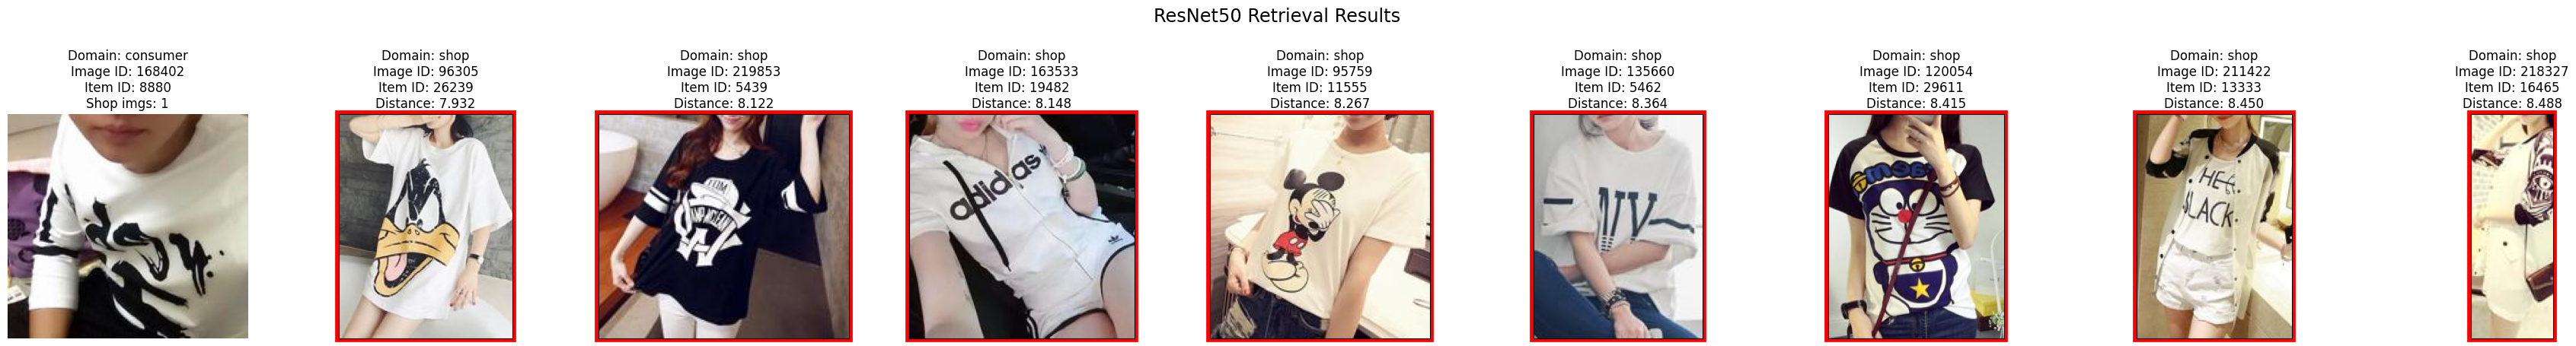 ResNet50 Retrieval Results
Domain: consumer
Image ID: 168402
Item ID: 8880
Shop imgs: 1
Domain: shop
Image ID: 96305
Item ID: 26239
Distance: 7.932
Domain: shop
Image ID: 219853
Item ID: 5439
Distance: 8.122
Domain: shop
Image ID: 163533
Item ID: 19482
Distance: 8.148
Domain: shop
Image ID: 95759
Item ID: 11555
Distance: 8.267
Domain: shop
Image ID: 135660
Item ID: 5462
Distance: 8.364
Domain: shop
Image ID: 120054
Item ID: 29611
Distance: 8.415
Domain: shop
Image ID: 211422
Item ID: 13333
Distance: 8.450
Domain: shop
Image ID: 218327
Item ID: 16465
Distance: 8.488
adidas
NY
LACK